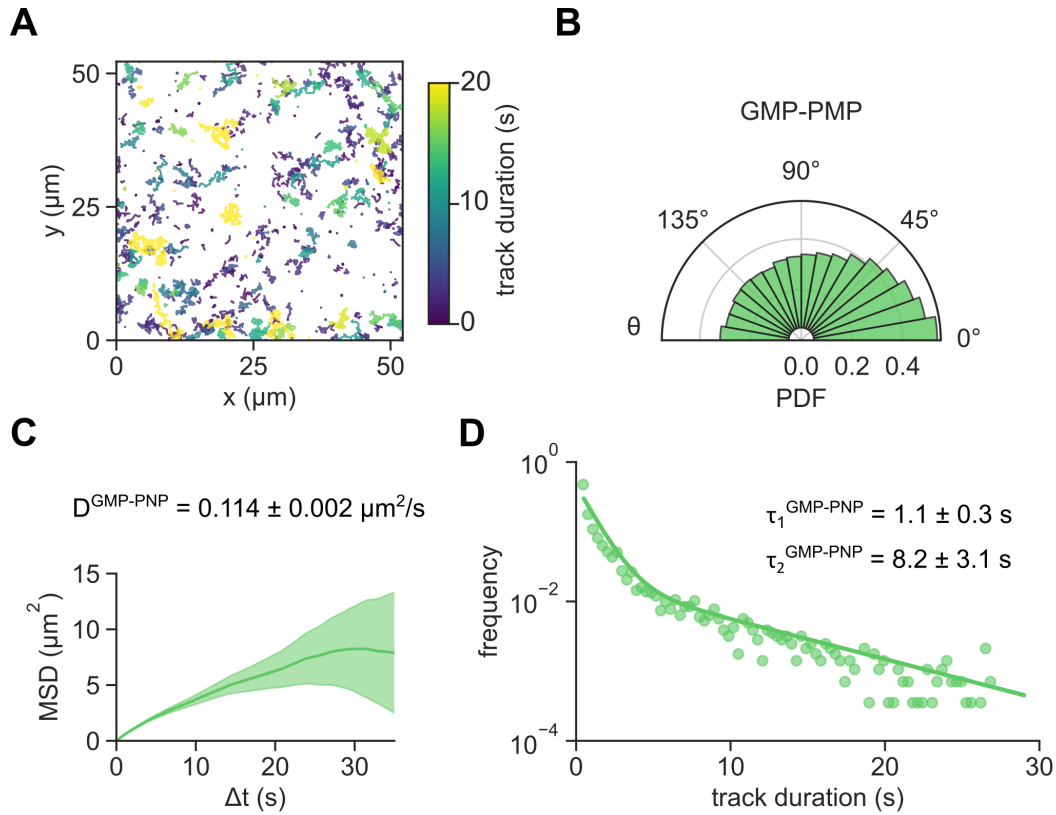 A
50
25
0
y (µm)
0
25
50
x (µm)
20
10
0
track duration (s)
B
GMP-PMP
90°
135°
45°
θ
0°
0.0 0.2 0.4
PDF
C
D^GMP-PNP = 0.114 ± 0.002 µm²/s
15
10
5
0
MSD (µm²)
0
10
20
30
Δt (s)
D
10⁰
10⁻²
10⁻⁴
frequency
τ₁^GMP-PNP = 1.1 ± 0.3 s
τ₂^GMP-PNP = 8.2 ± 3.1 s
0
10
20
30
track duration (s)